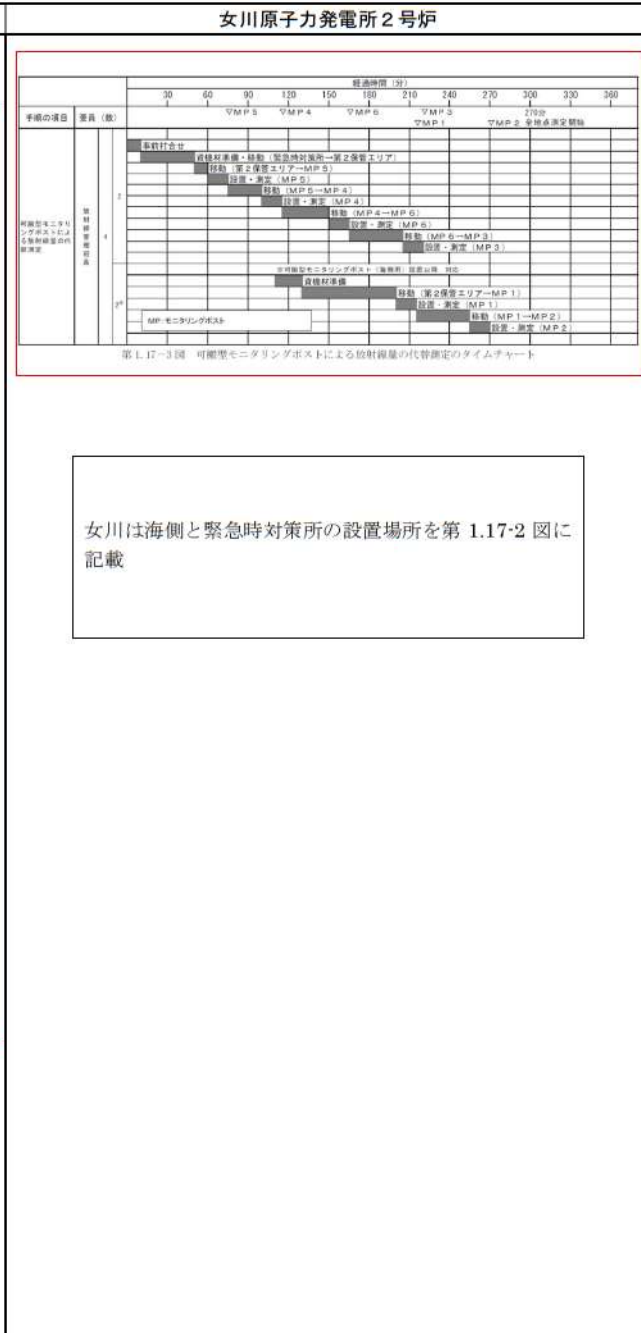 女川原子力発電所２号炉
経過時間（分）
30 60 90 120 150 180 210 240 270 300 330 360
手順の項目 要員（数）
▽ＭＰ５ ▽ＭＰ４ ▽ＭＰ６ ▽ＭＰ３ 270分
▽ＭＰ１ ▽ＭＰ２ 全地点測定開始
可搬型モニタリングポストによる放射線量の代替測定
放射線管理班員
4
2
事前打合せ
資機材準備・移動（緊急時対策所→第２保管エリア）
移動（第２保管エリア→ＭＰ５）
設置・測定（ＭＰ５）
移動（ＭＰ５→ＭＰ４）
設置・測定（ＭＰ４）
移動（ＭＰ４→ＭＰ６）
設置・測定（ＭＰ６）
移動（ＭＰ６→ＭＰ３）
設置・測定（ＭＰ３）
2※
資機材準備
移動（第２保管エリア→ＭＰ１）
設置・測定（ＭＰ１）
移動（ＭＰ１→ＭＰ２）
設置・測定（ＭＰ２）
MP：モニタリングポスト
第 1.17－3 図　可搬型モニタリングポストによる放射線量の代替測定のタイムチャート
女川は海側と緊急時対策所の設置場所を第 1.17-2 図に
記載